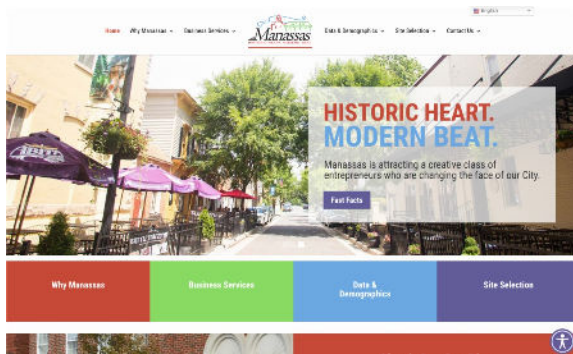 English
Home
Why Manassas
Business Services
Manassas
Data & Demographics
Site Selection
Contact Us
HISTORIC HEART.
MODERN BEAT.
Manassas is attracting a creative class of
entrepreneurs who are changing the face of our City.
Fast Facts
Why Manassas
Business Services
Data &
Demographics
Site Selection